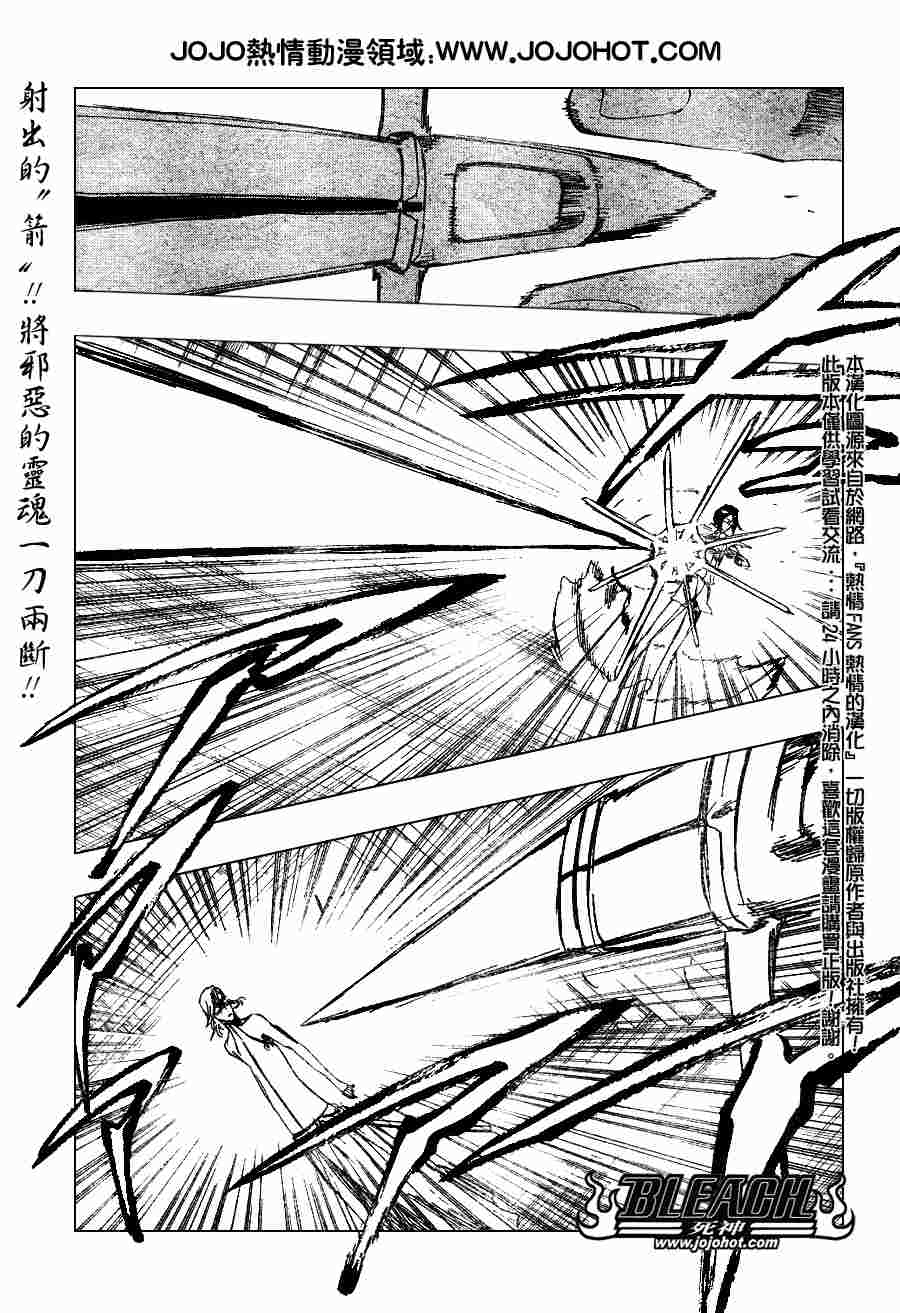 JOJO熱情動漫領域:WWW.JOJOHOT.COM
射出的〝箭〟!!將邪惡的靈魂一刀兩斷!!
本漢化圖源來自於網路,『熱情FANS熱情的漢化』一切版權歸原作者與出版社擁有!
此版本僅供學習試看交流…請24小時之內消除,喜歡這套漫畫請購買正版!謝謝。
BLEACH
死神
www.jojohot.com